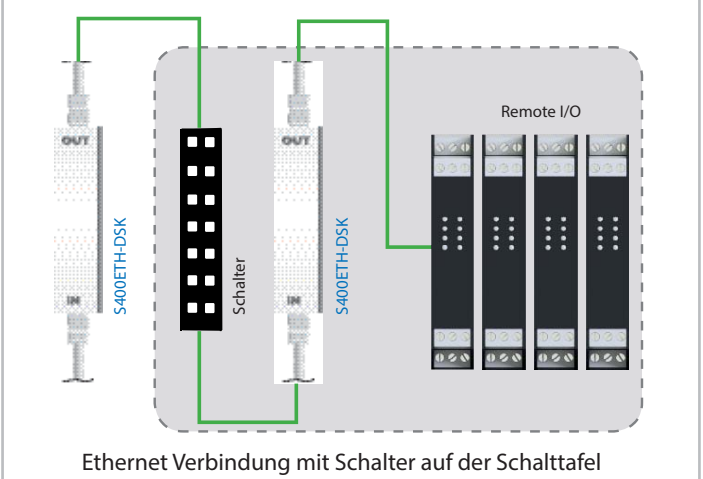 Remote I/O
OUT
OUT
S400ETH-DSK
Schalter
S400ETH-DSK
IN
IN
Ethernet Verbindung mit Schalter auf der Schalttafel